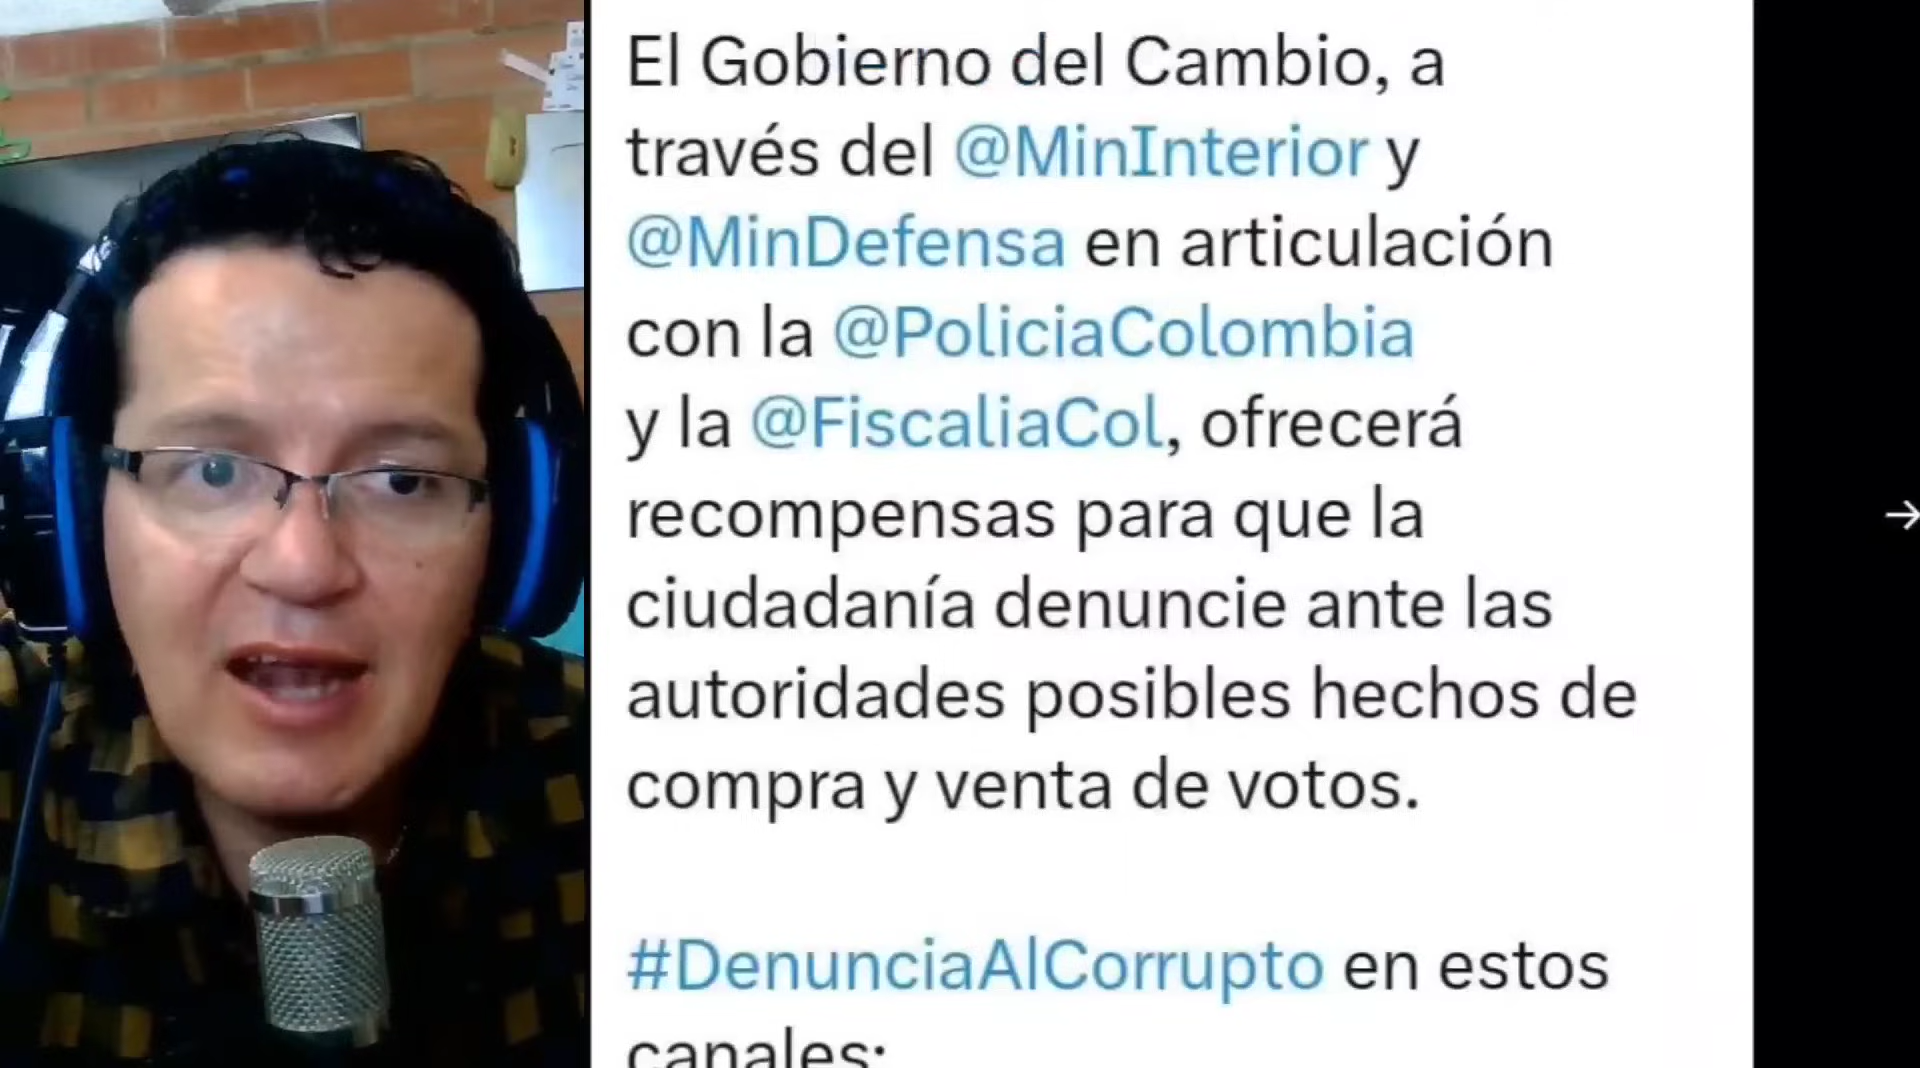 El Gobierno del Cambio, a
través del @MinInterior y
@MinDefensa en articulación
con la @PoliciaColombia
y la @FiscaliaCol, ofrecerá
recompensas para que la
ciudadanía denuncie ante las
autoridades posibles hechos de
compra y venta de votos.
#DenunciaAlCorrupto en estos
canales: